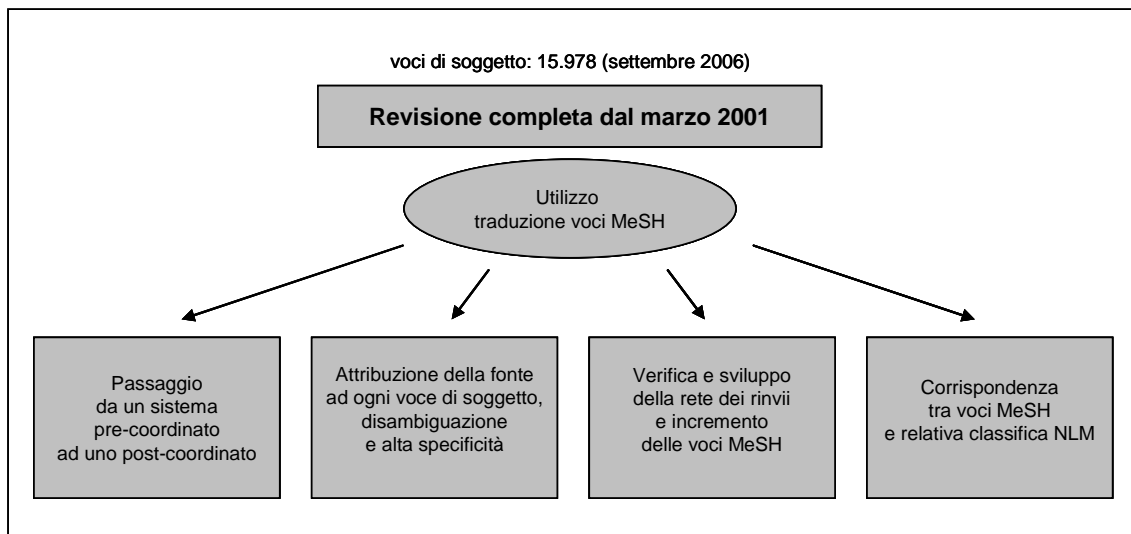 voci di soggetto: 15.978 (settembre 2006)
Revisione completa dal marzo 2001
Utilizzo
traduzione voci MeSH
Passaggio
da un sistema
pre-coordinato
ad uno post-coordinato
Attribuzione della fonte
ad ogni voce di soggetto,
disambiguazione
e alta specificità
Verifica e sviluppo
della rete dei rinvii
e incremento
delle voci MeSH
Corrispondenza
tra voci MeSH
e relativa classifica NLM